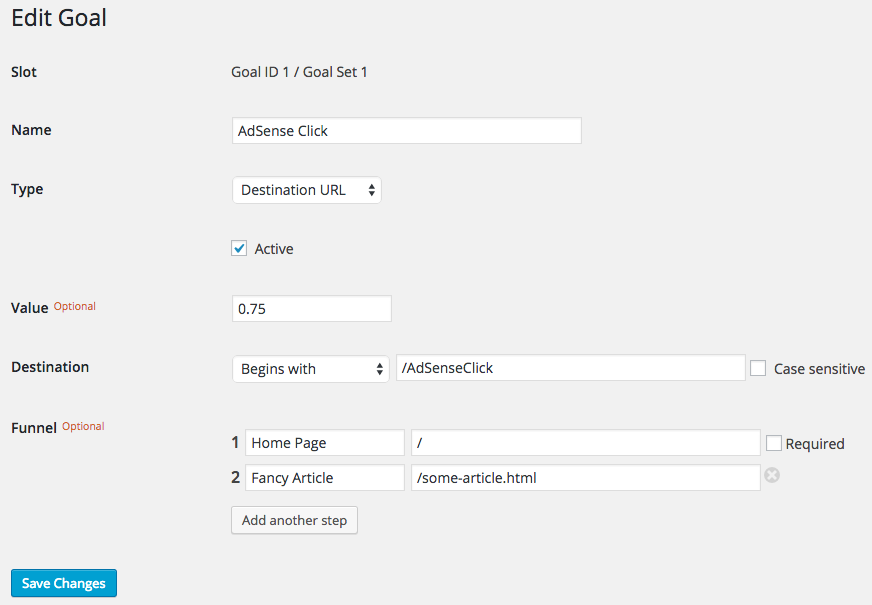 Edit Goal
Slot Goal ID 1 / Goal Set 1
Name AdSense Click
Type Destination URL
Active
Value Optional 0.75
Destination Begins with /AdSenseClick Case sensitive
Funnel Optional
1 Home Page / Required
2 Fancy Article /some-article.html
Add another step
Save Changes